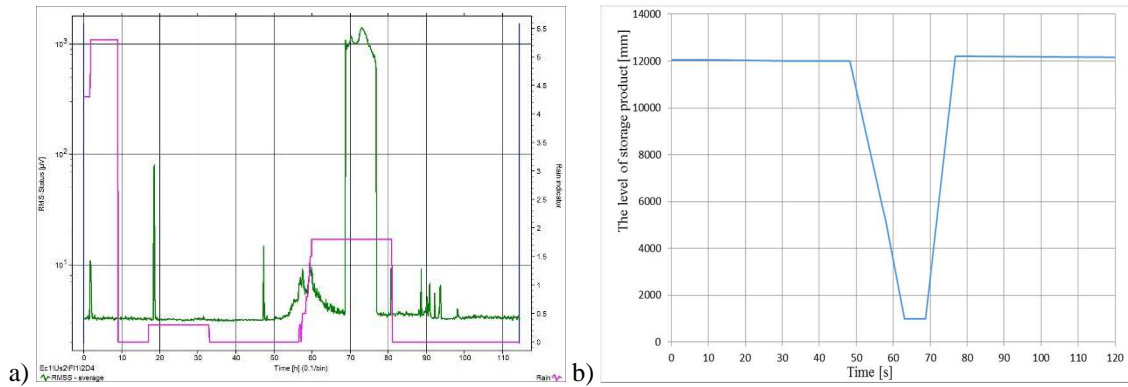 10³
10²
10¹
RMS-Status [µV]
5.5
5
4.5
4
3.5
3
2.5
2
1.5
1
0.5
0
Rain indicator
0 10 20 30 40 50 60 70 80 90 100 110
Ec1\Us2\FI1\2D4
Time [h] (0.1/bin)
RMSS - average
Rain
a)
14000
12000
10000
8000
6000
4000
2000
0
The level of storage product [mm]
0 10 20 30 40 50 60 70 80 90 100 110 120
Time [s]
b)